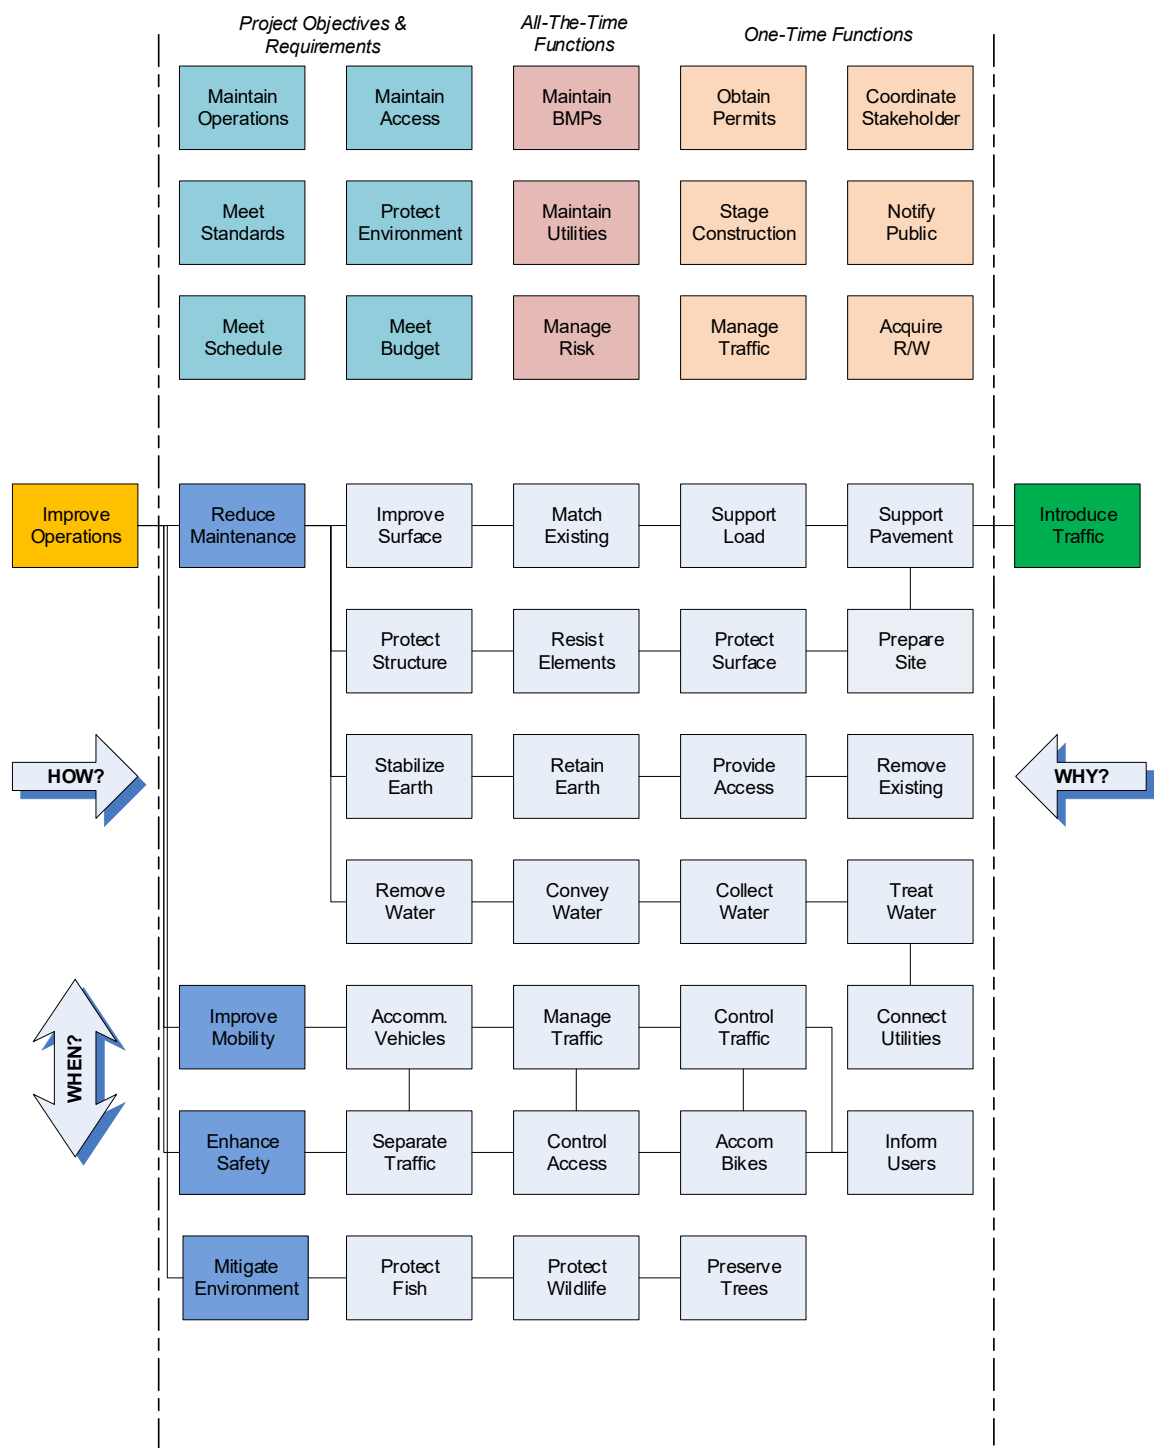 Project Objectives &
Requirements
All-The-Time
Functions
One-Time Functions
Maintain
Operations
Maintain
Access
Maintain
BMPs
Obtain
Permits
Coordinate
Stakeholder
Meet
Standards
Protect
Environment
Maintain
Utilities
Stage
Construction
Notify
Public
Meet
Schedule
Meet
Budget
Manage
Risk
Manage
Traffic
Acquire
R/W
Improve
Operations
Reduce
Maintenance
Improve
Surface
Match
Existing
Support
Load
Support
Pavement
Introduce
Traffic
Protect
Structure
Resist
Elements
Protect
Surface
Prepare
Site
HOW?
Stabilize
Earth
Retain
Earth
Provide
Access
Remove
Existing
WHY?
Remove
Water
Convey
Water
Collect
Water
Treat
Water
WHEN?
Improve
Mobility
Accomm.
Vehicles
Manage
Traffic
Control
Traffic
Connect
Utilities
Enhance
Safety
Separate
Traffic
Control
Access
Accom
Bikes
Inform
Users
Mitigate
Environment
Protect
Fish
Protect
Wildlife
Preserve
Trees